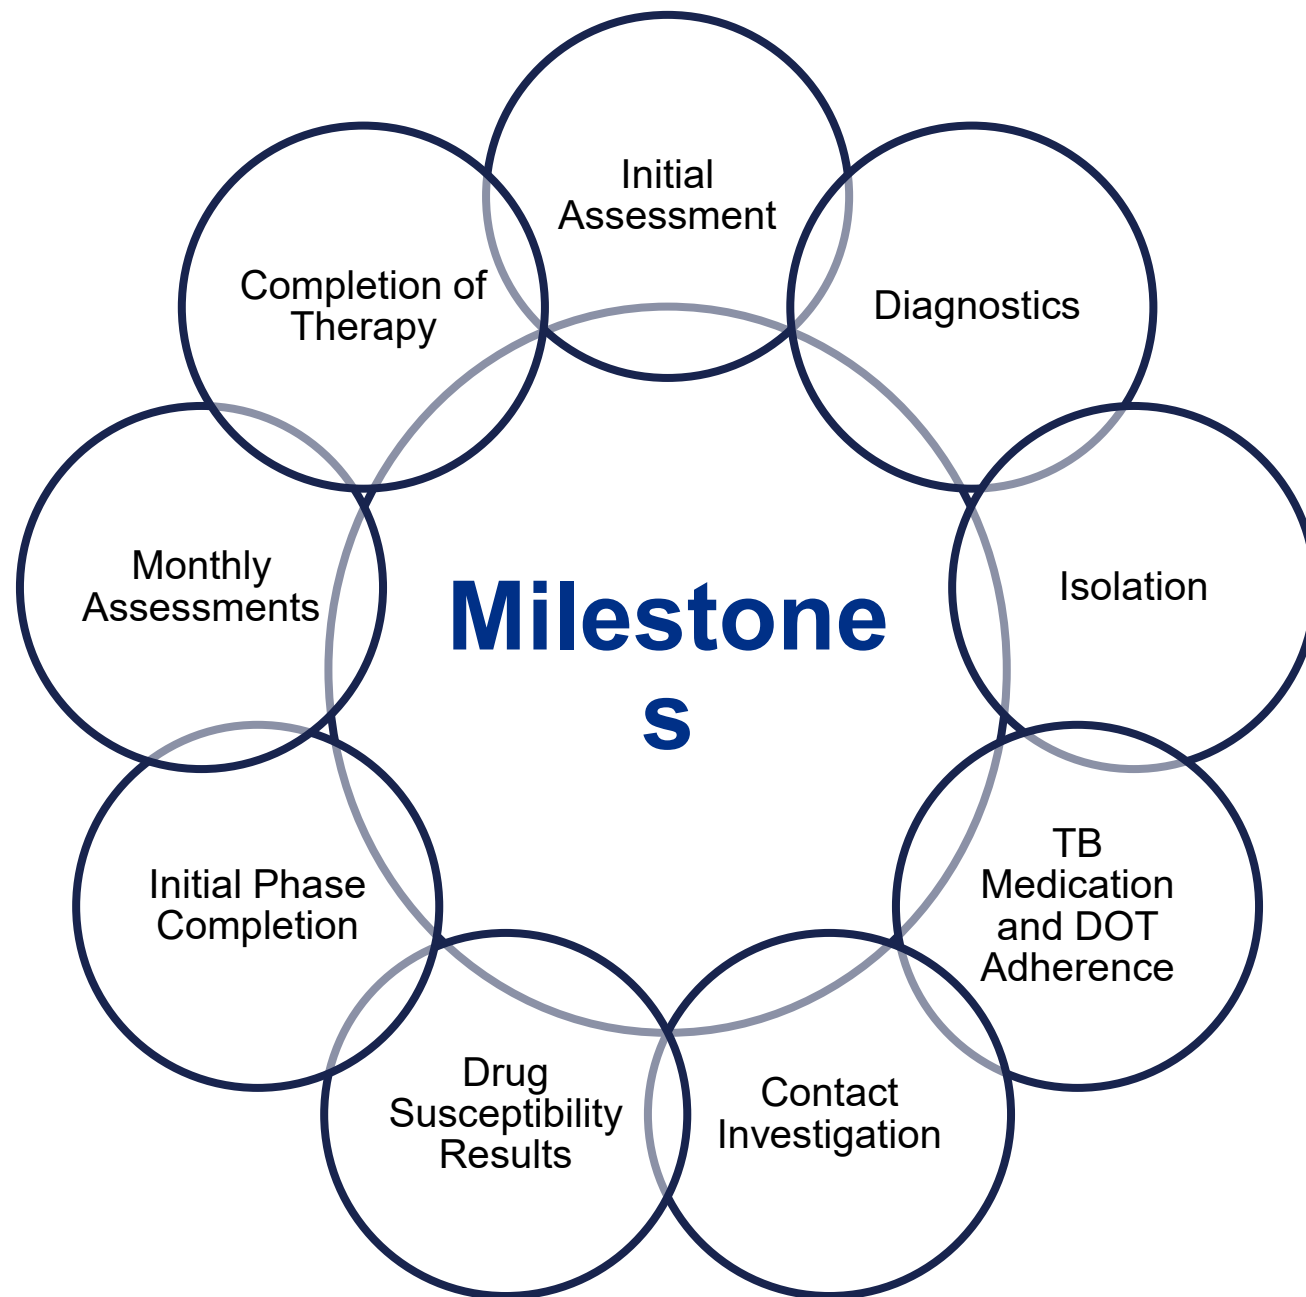 Initial
Assessment
Diagnostics
Isolation
TB
Medication
and DOT
Adherence
Contact
Investigation
Drug
Susceptibility
Results
Initial Phase
Completion
Monthly
Assessments
Completion of
Therapy
Milestone
s